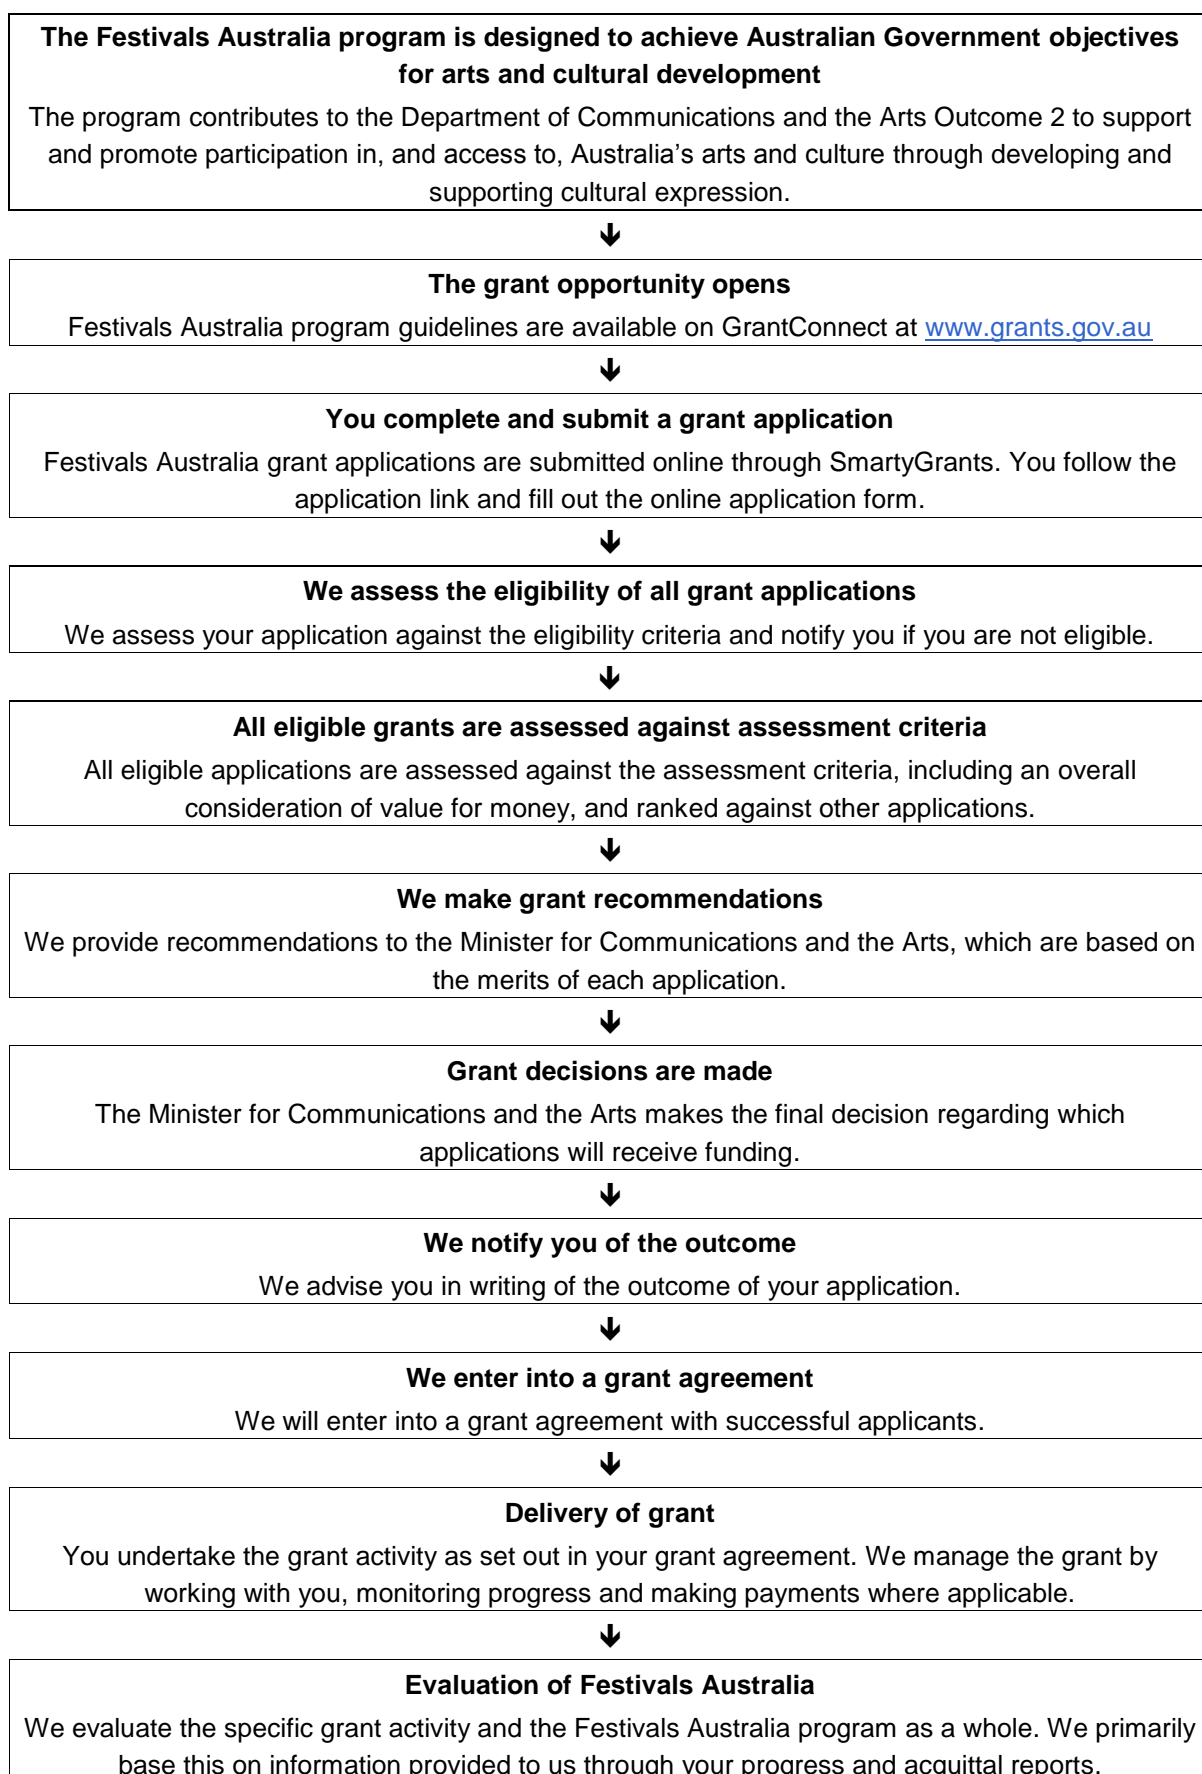 The Festivals Australia program is designed to achieve Australian Government objectives
for arts and cultural development
The program contributes to the Department of Communications and the Arts Outcome 2 to support
and promote participation in, and access to, Australia's arts and culture through developing and
supporting cultural expression.
🡻
The grant opportunity opens
Festivals Australia program guidelines are available on GrantConnect at www.grants.gov.au
🡻
You complete and submit a grant application
Festivals Australia grant applications are submitted online through SmartyGrants. You follow the
application link and fill out the online application form.
🡻
We assess the eligibility of all grant applications
We assess your application against the eligibility criteria and notify you if you are not eligible.
🡻
All eligible grants are assessed against assessment criteria
All eligible applications are assessed against the assessment criteria, including an overall
consideration of value for money, and ranked against other applications.
🡻
We make grant recommendations
We provide recommendations to the Minister for Communications and the Arts, which are based on
the merits of each application.
🡻
Grant decisions are made
The Minister for Communications and the Arts makes the final decision regarding which
applications will receive funding.
🡻
We notify you of the outcome
We advise you in writing of the outcome of your application.
🡻
We enter into a grant agreement
We will enter into a grant agreement with successful applicants.
🡻
Delivery of grant
You undertake the grant activity as set out in your grant agreement. We manage the grant by
working with you, monitoring progress and making payments where applicable.
🡻
Evaluation of Festivals Australia
We evaluate the specific grant activity and the Festivals Australia program as a whole. We primarily
base this on information provided to us through your progress and acquittal reports.